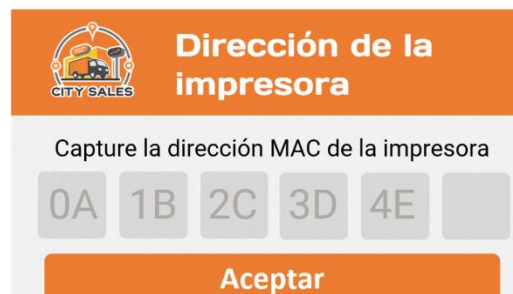 Dirección de la
impresora
CITY SALES
Capture la dirección MAC de la impresora
0A 1B 2C 3D 4E
Aceptar